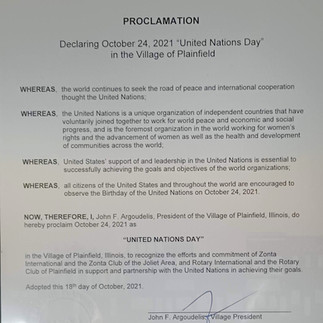 PROCLAMATION
Declaring October 24, 2021 “United Nations Day”
in the Village of Plainfield
WHEREAS, the world continues to seek the road of peace and international cooperation
thought the United Nations;
WHEREAS, the United Nations is a unique organization of independent countries that have
voluntarily joined together to work for world peace and economic and social
progress, and is the foremost organization in the world working for women's
rights and the advancement of women as well as the health and development
of communities across the world;
WHEREAS, United States' support of and leadership in the United Nations is essential to
successfully achieving the goals and objectives of the world organizations;
WHEREAS, all citizens of the United States and throughout the world are encouraged to
observe the Birthday of the United Nations on October 24, 2021.
NOW, THEREFORE, I, John F. Argoudelis, President of the Village of Plainfield, Illinois, do
hereby proclaim October 24, 2021 as
“UNITED NATIONS DAY”
in the Village of Plainfield, Illinois, to recognize the efforts and commitment of Zonta
International and the Zonta Club of the Joliet Area, and Rotary International and the Rotary
Club of Plainfield in support and partnership with the United Nations in achieving their goals.
Adopted this 18th day of October, 2021.
John F. Argoudelis, Village President